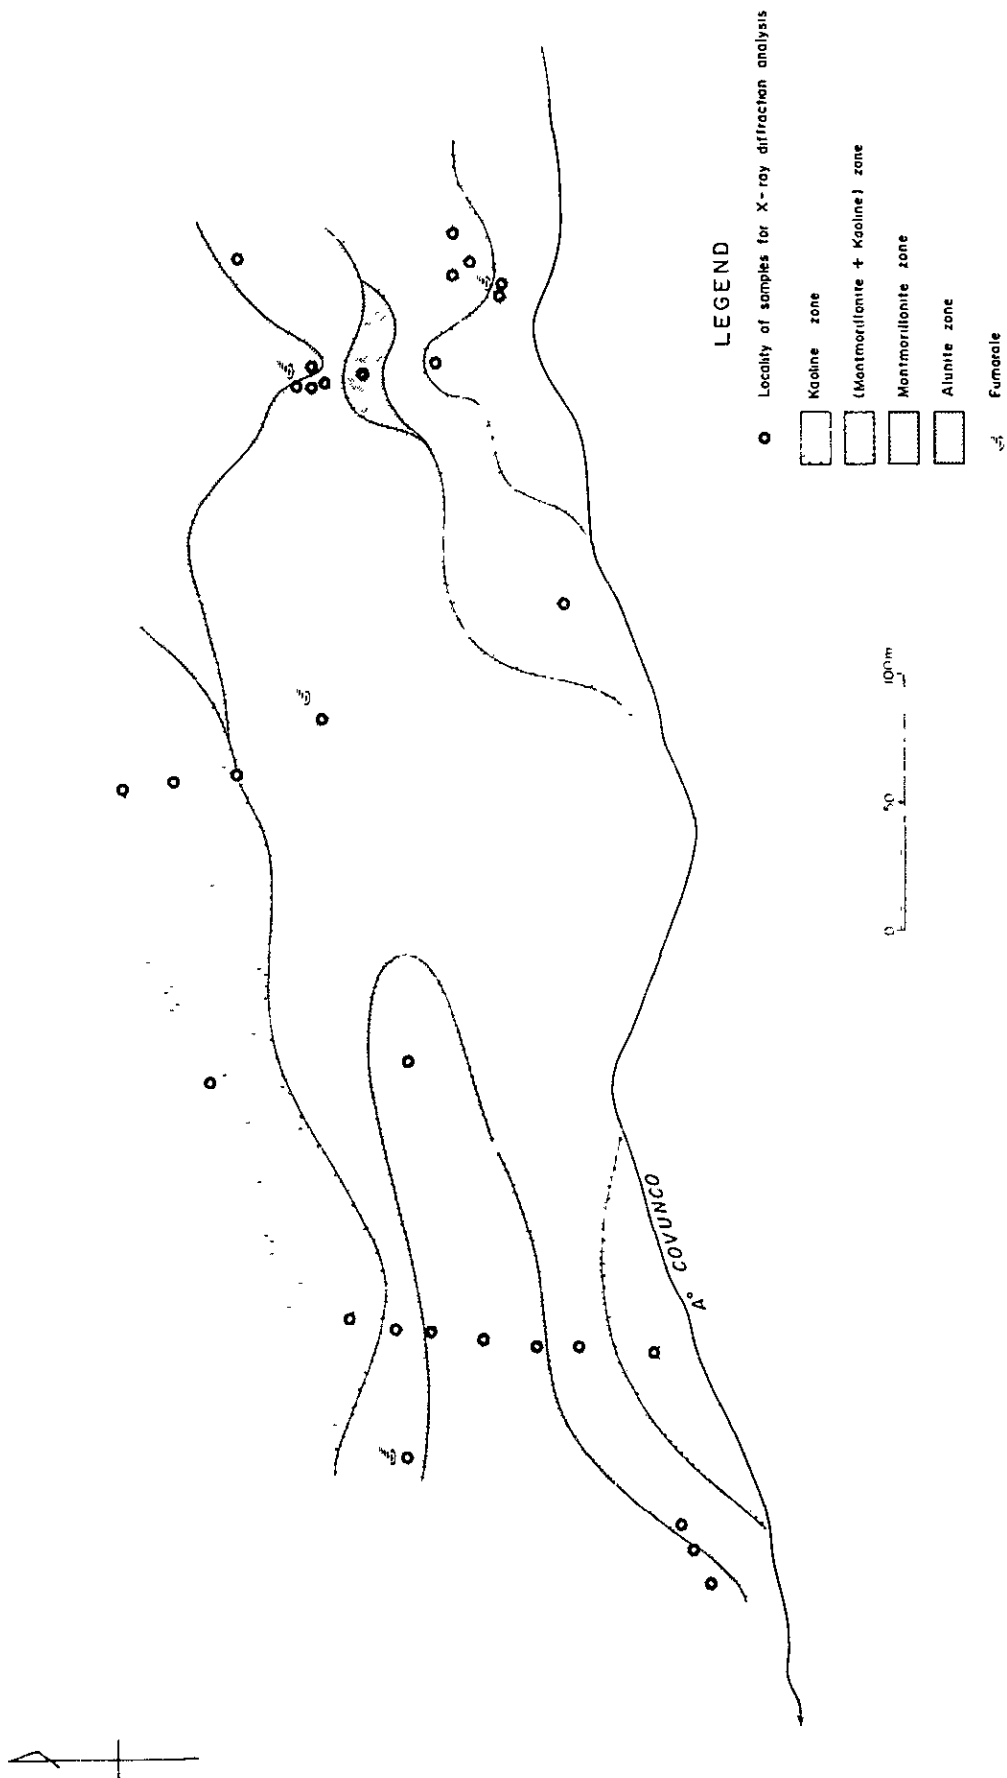 LEGEND
Locality of samples for X-ray diffraction analysis
Kaoline zone
(Montmorillonite + Kaoline) zone
Montmorillonite zone
Alunite zone
Fumarole
A° COVUNCO
0 50 100m